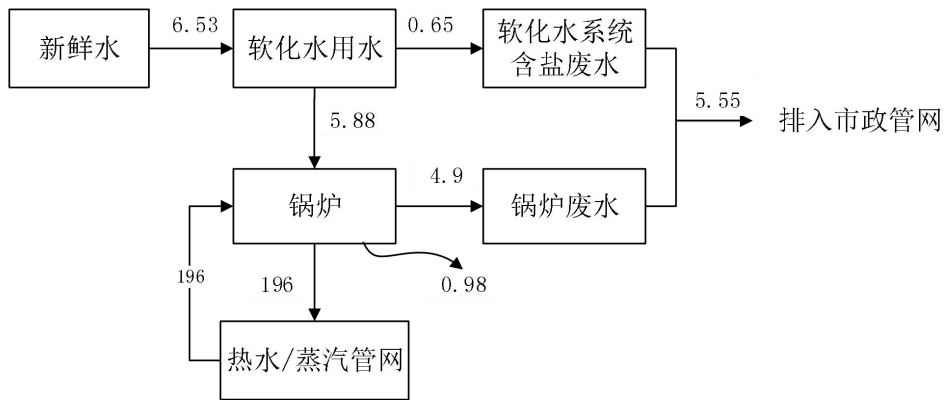 6.53
0.65
新鲜水
软化水用水
软化水系统
含盐废水
5.55
排入市政管网
5.88
4.9
锅炉
锅炉废水
196
196
0.98
热水/蒸汽管网